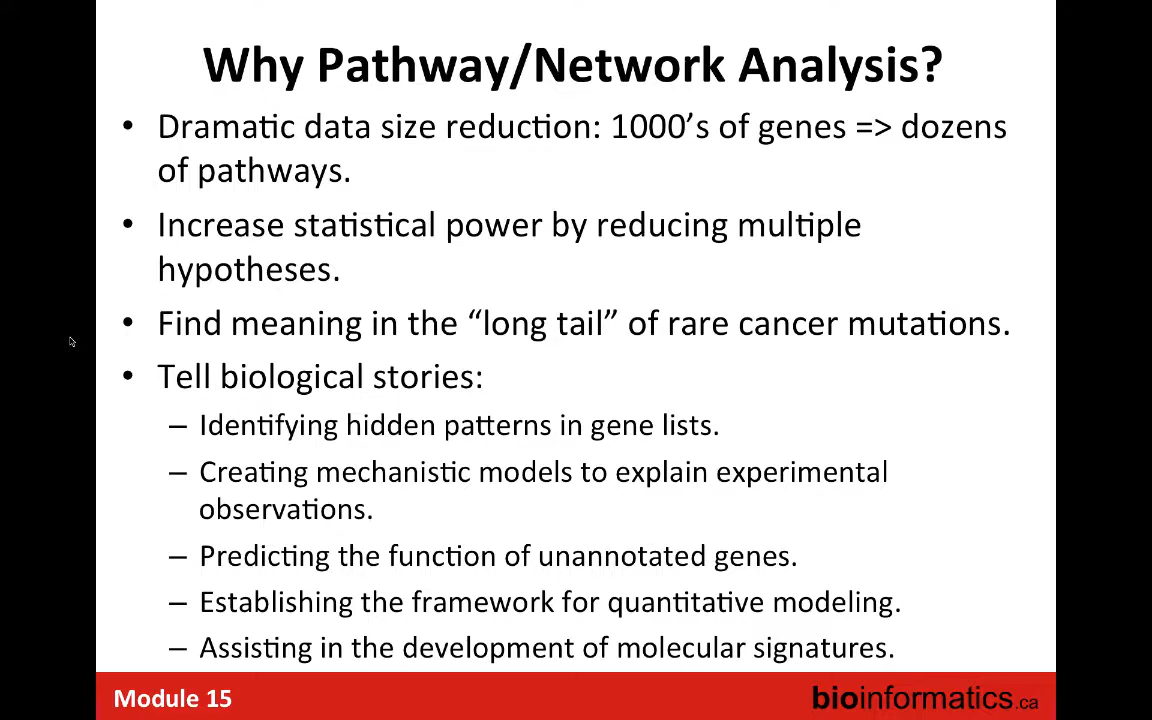 Why Pathway/Network Analysis?
• Dramatic data size reduction: 1000’s of genes => dozens
of pathways.
• Increase statistical power by reducing multiple
hypotheses.
• Find meaning in the “long tail” of rare cancer mutations.
• Tell biological stories:
– Identifying hidden patterns in gene lists.
– Creating mechanistic models to explain experimental
observations.
– Predicting the function of unannotated genes.
– Establishing the framework for quantitative modeling.
– Assisting in the development of molecular signatures.
Module 15
bioinformatics.ca